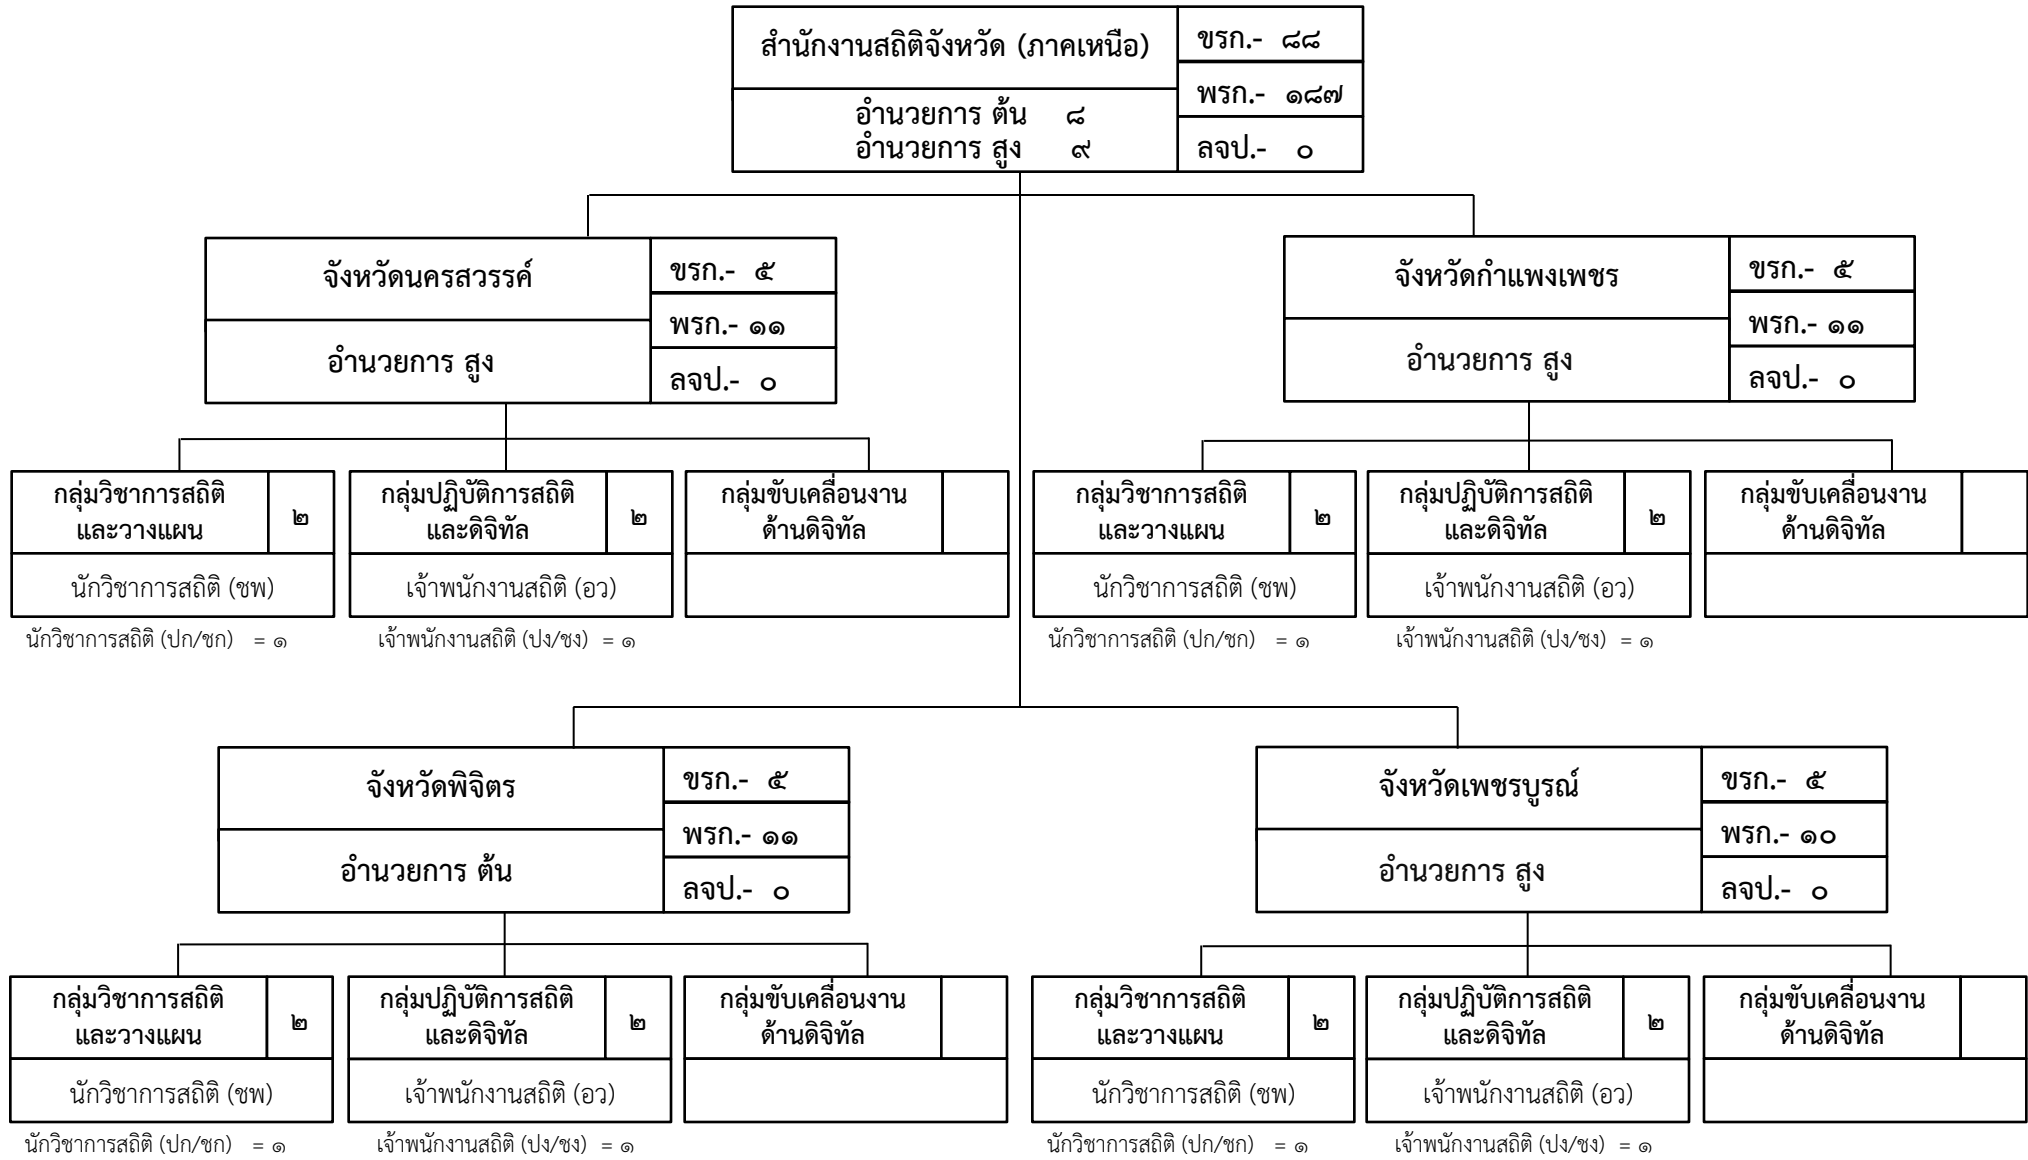 สำนักงานสถิติจังหวัด (ภาคเหนือ)
ขรก.- ๘๘
พรก.- ๑๘๗
อำนวยการ ต้น ๘
อำนวยการ สูง ๙
ลจป.- ๐
จังหวัดนครสวรรค์
ขรก.- ๕
พรก.- ๑๑
อำนวยการ สูง
ลจป.- ๐
จังหวัดกำแพงเพชร
ขรก.- ๕
พรก.- ๑๑
อำนวยการ สูง
ลจป.- ๐
กลุ่มวิชาการสถิติ
และวางแผน
๒
นักวิชาการสถิติ (ชพ)
นักวิชาการสถิติ (ปก/ชก) = ๑
กลุ่มปฏิบัติการสถิติ
และดิจิทัล
๒
เจ้าพนักงานสถิติ (อว)
เจ้าพนักงานสถิติ (ปง/ชง) = ๑
กลุ่มขับเคลื่อนงาน
ด้านดิจิทัล
กลุ่มวิชาการสถิติ
และวางแผน
๒
นักวิชาการสถิติ (ชพ)
นักวิชาการสถิติ (ปก/ชก) = ๑
กลุ่มปฏิบัติการสถิติ
และดิจิทัล
๒
เจ้าพนักงานสถิติ (อว)
เจ้าพนักงานสถิติ (ปง/ชง) = ๑
กลุ่มขับเคลื่อนงาน
ด้านดิจิทัล
จังหวัดพิจิตร
ขรก.- ๕
พรก.- ๑๑
อำนวยการ ต้น
ลจป.- ๐
จังหวัดเพชรบูรณ์
ขรก.- ๕
พรก.- ๑๐
อำนวยการ สูง
ลจป.- ๐
กลุ่มวิชาการสถิติ
และวางแผน
๒
นักวิชาการสถิติ (ชพ)
นักวิชาการสถิติ (ปก/ชก) = ๑
กลุ่มปฏิบัติการสถิติ
และดิจิทัล
๒
เจ้าพนักงานสถิติ (อว)
เจ้าพนักงานสถิติ (ปง/ชง) = ๑
กลุ่มขับเคลื่อนงาน
ด้านดิจิทัล
กลุ่มวิชาการสถิติ
และวางแผน
๒
นักวิชาการสถิติ (ชพ)
นักวิชาการสถิติ (ปก/ชก) = ๑
กลุ่มปฏิบัติการสถิติ
และดิจิทัล
๒
เจ้าพนักงานสถิติ (อว)
เจ้าพนักงานสถิติ (ปง/ชง) = ๑
กลุ่มขับเคลื่อนงาน
ด้านดิจิทัล